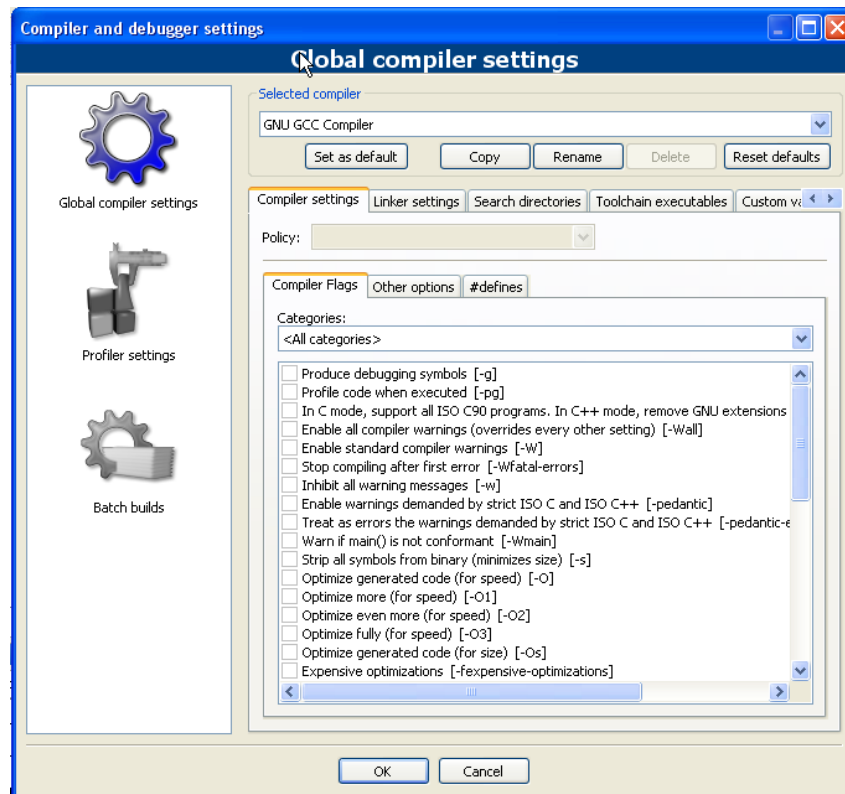 Compiler and debugger settings
Global compiler settings
Global compiler settings
Profiler settings
Batch builds
Selected compiler
GNU GCC Compiler
Set as default
Copy
Rename
Delete
Reset defaults
Compiler settings
Linker settings
Search directories
Toolchain executables
Custom va
Policy:
Compiler Flags
Other options
#defines
Categories:
<All categories>
Produce debugging symbols [-g]
Profile code when executed [-pg]
In C mode, support all ISO C90 programs. In C++ mode, remove GNU extensions
Enable all compiler warnings (overrides every other setting) [-Wall]
Enable standard compiler warnings [-W]
Stop compiling after first error [-Wfatal-errors]
Inhibit all warning messages [-w]
Enable warnings demanded by strict ISO C and ISO C++ [-pedantic]
Treat as errors the warnings demanded by strict ISO C and ISO C++ [-pedantic-e
Warn if main() is not conformant [-Wmain]
Strip all symbols from binary (minimizes size) [-s]
Optimize generated code (for speed) [-O]
Optimize more (for speed) [-O1]
Optimize even more (for speed) [-O2]
Optimize fully (for speed) [-O3]
Optimize generated code (for size) [-Os]
Expensive optimizations [-fexpensive-optimizations]
OK
Cancel